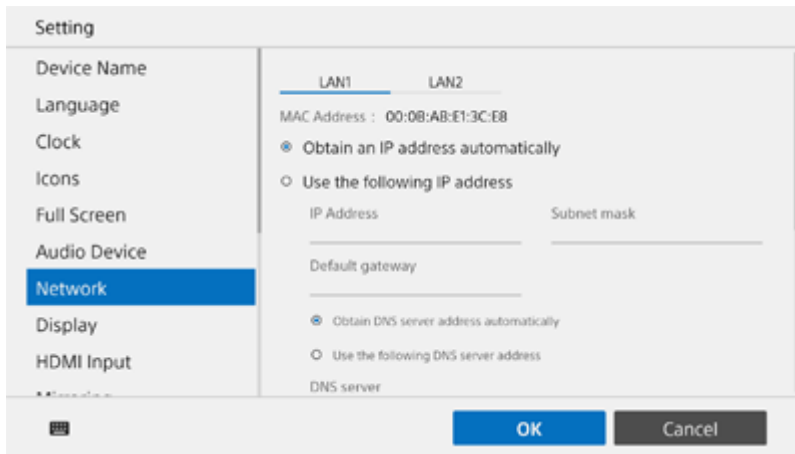 Setting
Device Name
Language
Clock
Icons
Full Screen
Audio Device
Network
Display
HDMI Input
LAN1 LAN2
MAC Address : 00:0B:AB:E1:3C:E8
Obtain an IP address automatically
Use the following IP address
IP Address Subnet mask
Default gateway
Obtain DNS server address automatically
Use the following DNS server address
DNS server
OK Cancel